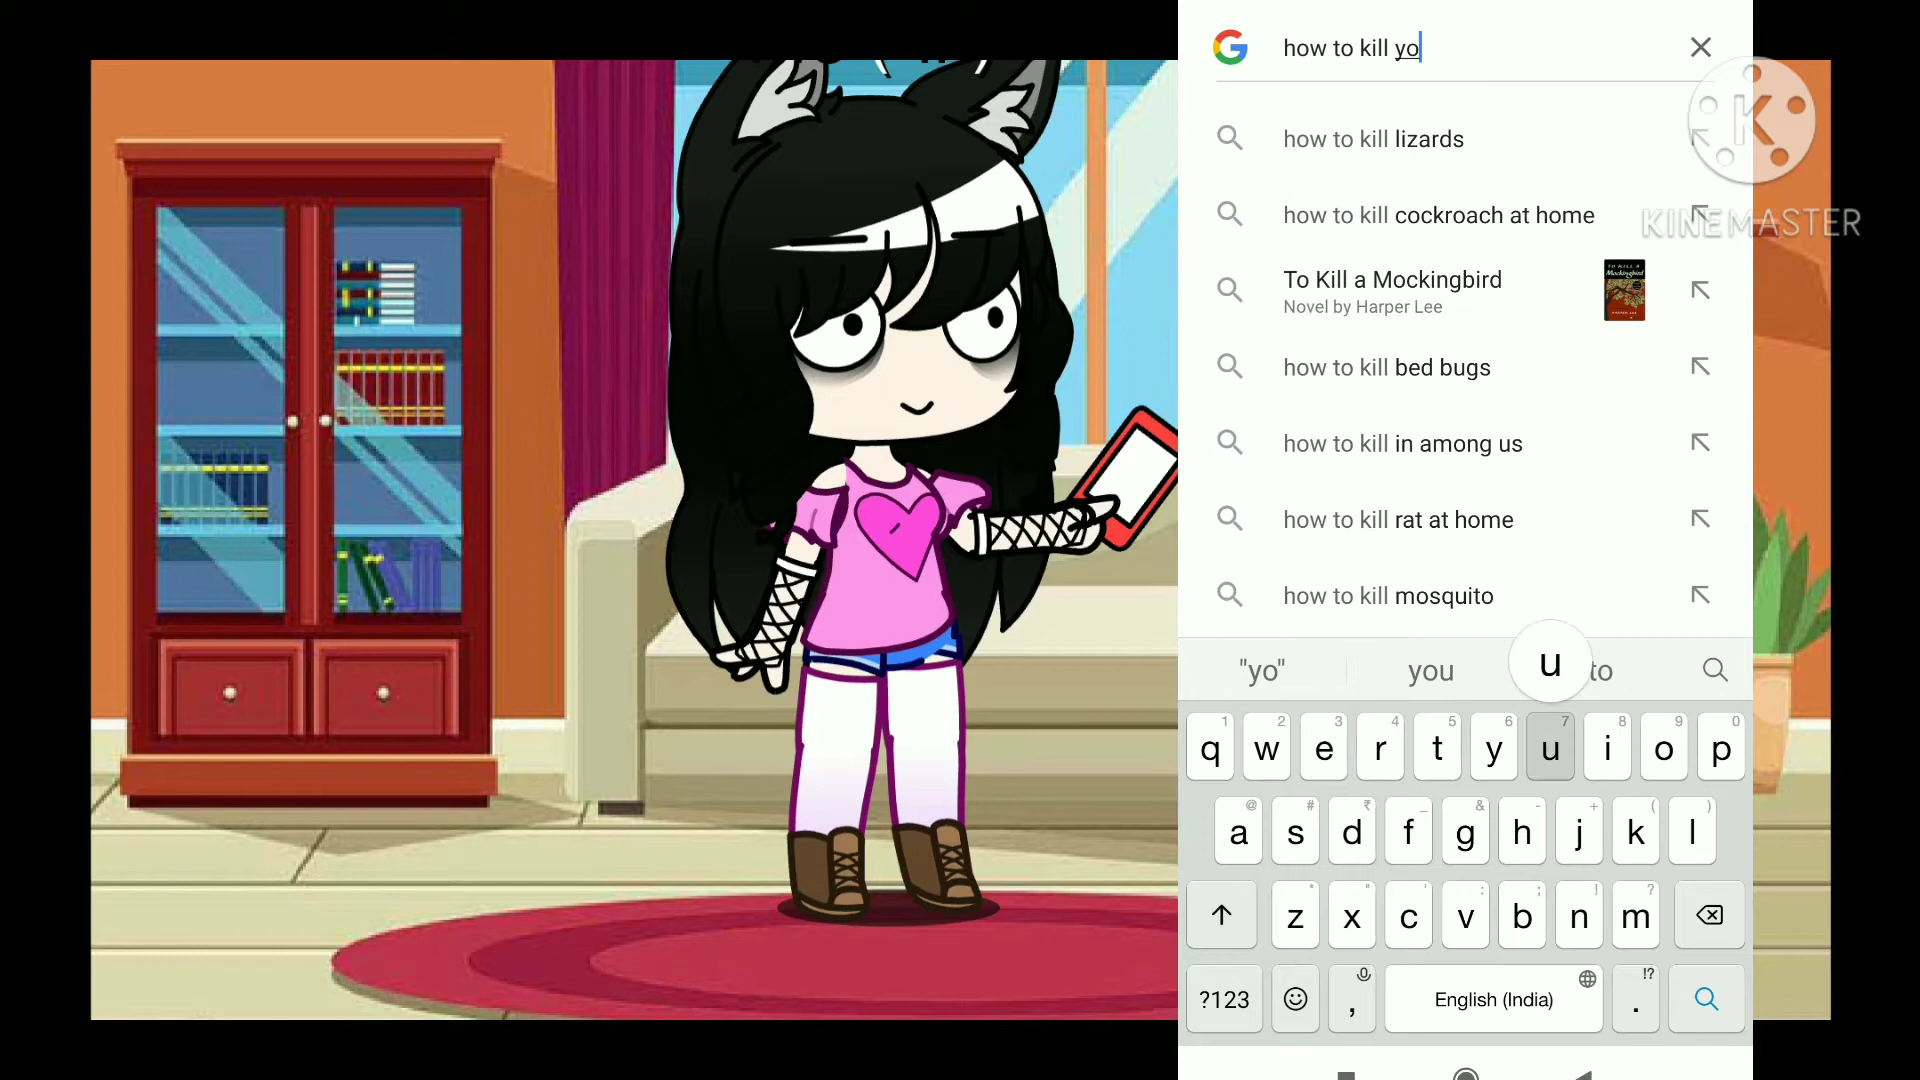 how to kill yo
how to kill lizards
how to kill cockroach at home
To Kill a Mockingbird
Novel by Harper Lee
how to kill bed bugs
how to kill in among us
how to kill rat at home
how to kill mosquito
K
KINEMASTER
"yo" you to
u
1 2 3 4 5 6 7 8 9 0
q w e r t y u i o p
@ # ₹ _ & - + ( )
a s d f g h j k l
* " ' : ; ! ?
z x c v b n m
?123 , English (India) !? .